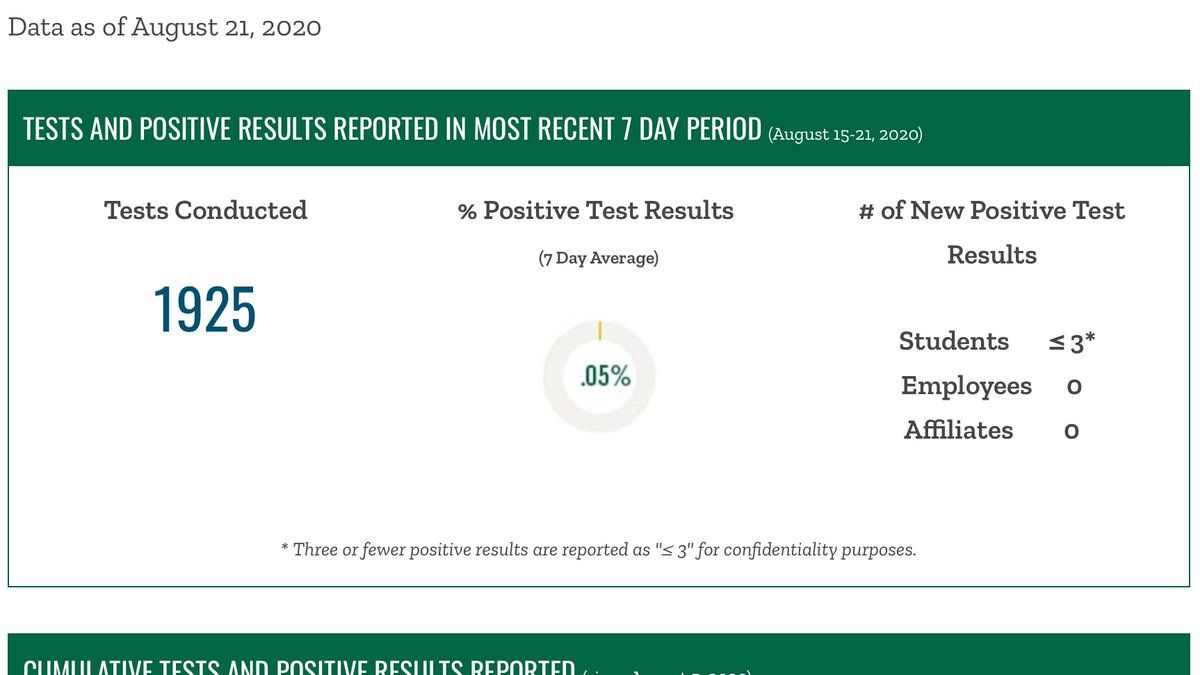 Data as of August 21, 2020
TESTS AND POSITIVE RESULTS REPORTED IN MOST RECENT 7 DAY PERIOD (August 15-21, 2020)
Tests Conducted
1925
% Positive Test Results
(7 Day Average)
.05%
# of New Positive Test
Results
Students ≤ 3*
Employees 0
Affiliates 0
* Three or fewer positive results are reported as "≤ 3" for confidentiality purposes.
CUMULATIVE TESTS AND POSITIVE RESULTS REPORTED